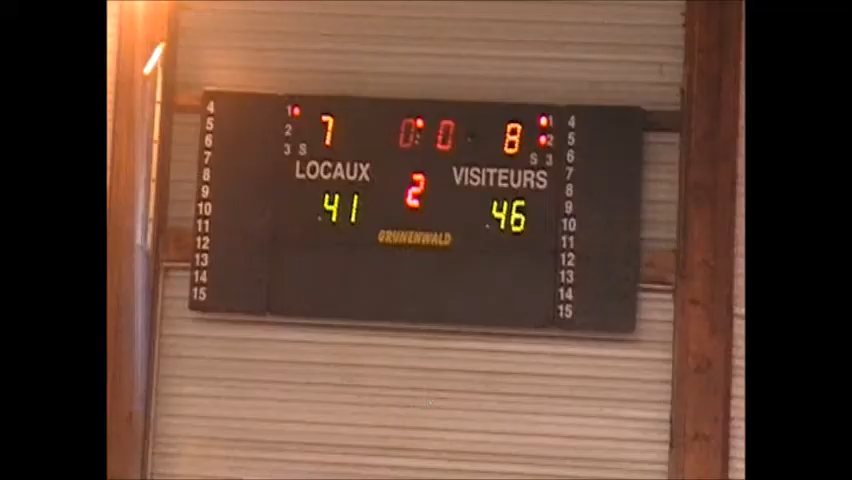 4 1 7 0:0 8 1 4
5 2 2 5
6 3 S S 3 6
7 LOCAUX 2 VISITEURS 7
8 8
9 41 46 9
10 GRUNENWALD 10
11 11
12 12
13 13
14 14
15 15